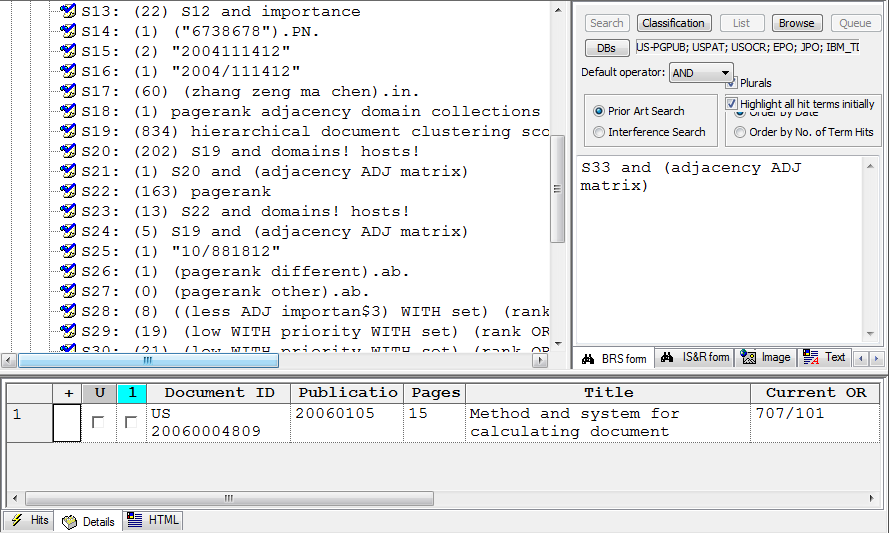 S13: (22) S12 and importance
S14: (1) ("6738678").PN.
S15: (2) "2004111412"
S16: (1) "2004/111412"
S17: (60) (zhang zeng ma chen).in.
S18: (1) pagerank adjacency domain collections
S19: (834) hierarchical document clustering sco
S20: (202) S19 and domains! hosts!
S21: (1) S20 and (adjacency ADJ matrix)
S22: (163) pagerank
S23: (13) S22 and domains! hosts!
S24: (5) S19 and (adjacency ADJ matrix)
S25: (1) "10/881812"
S26: (1) (pagerank different).ab.
S27: (0) (pagerank other).ab.
S28: (8) ((less ADJ importan$3) WITH set) (rank
S29: (19) (low WITH priority WITH set) (rank OR
S30: (21) (low WITH priority WITH set) (rank OR
Search Classification List Browse Queue
DBs US-PGPUB; USPAT; USOCR; EPO; JPO; IBM_TD
Default operator: AND
Plurals
Highlight all hit terms initially
Prior Art Search
Order by Date
Interference Search
Order by No. of Term Hits
S33 and (adjacency ADJ
matrix)
BRS form IS&R form Image Text
+ U 1 Document ID Publicatio Pages Title Current OR
1 US 20060105 15 Method and system for 707/101
20060004809 calculating document
Hits Details HTML